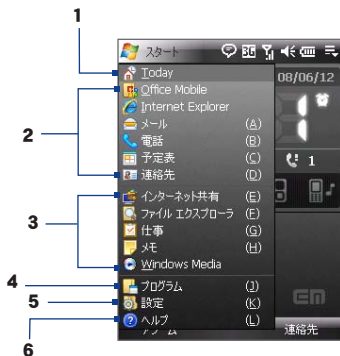 1
スタート
Today
08/06/12
Office Mobile
Internet Explorer
2
メール (A)
電話 (B)
1
予定表 (C)
連絡先 (D)
インターネット共有 (E)
3
ファイル エクスプローラ (F)
仕事 (G)
メモ (H)
Windows Media
4
プログラム (J)
5
設定 (K)
6
ヘルプ (L)
連絡先